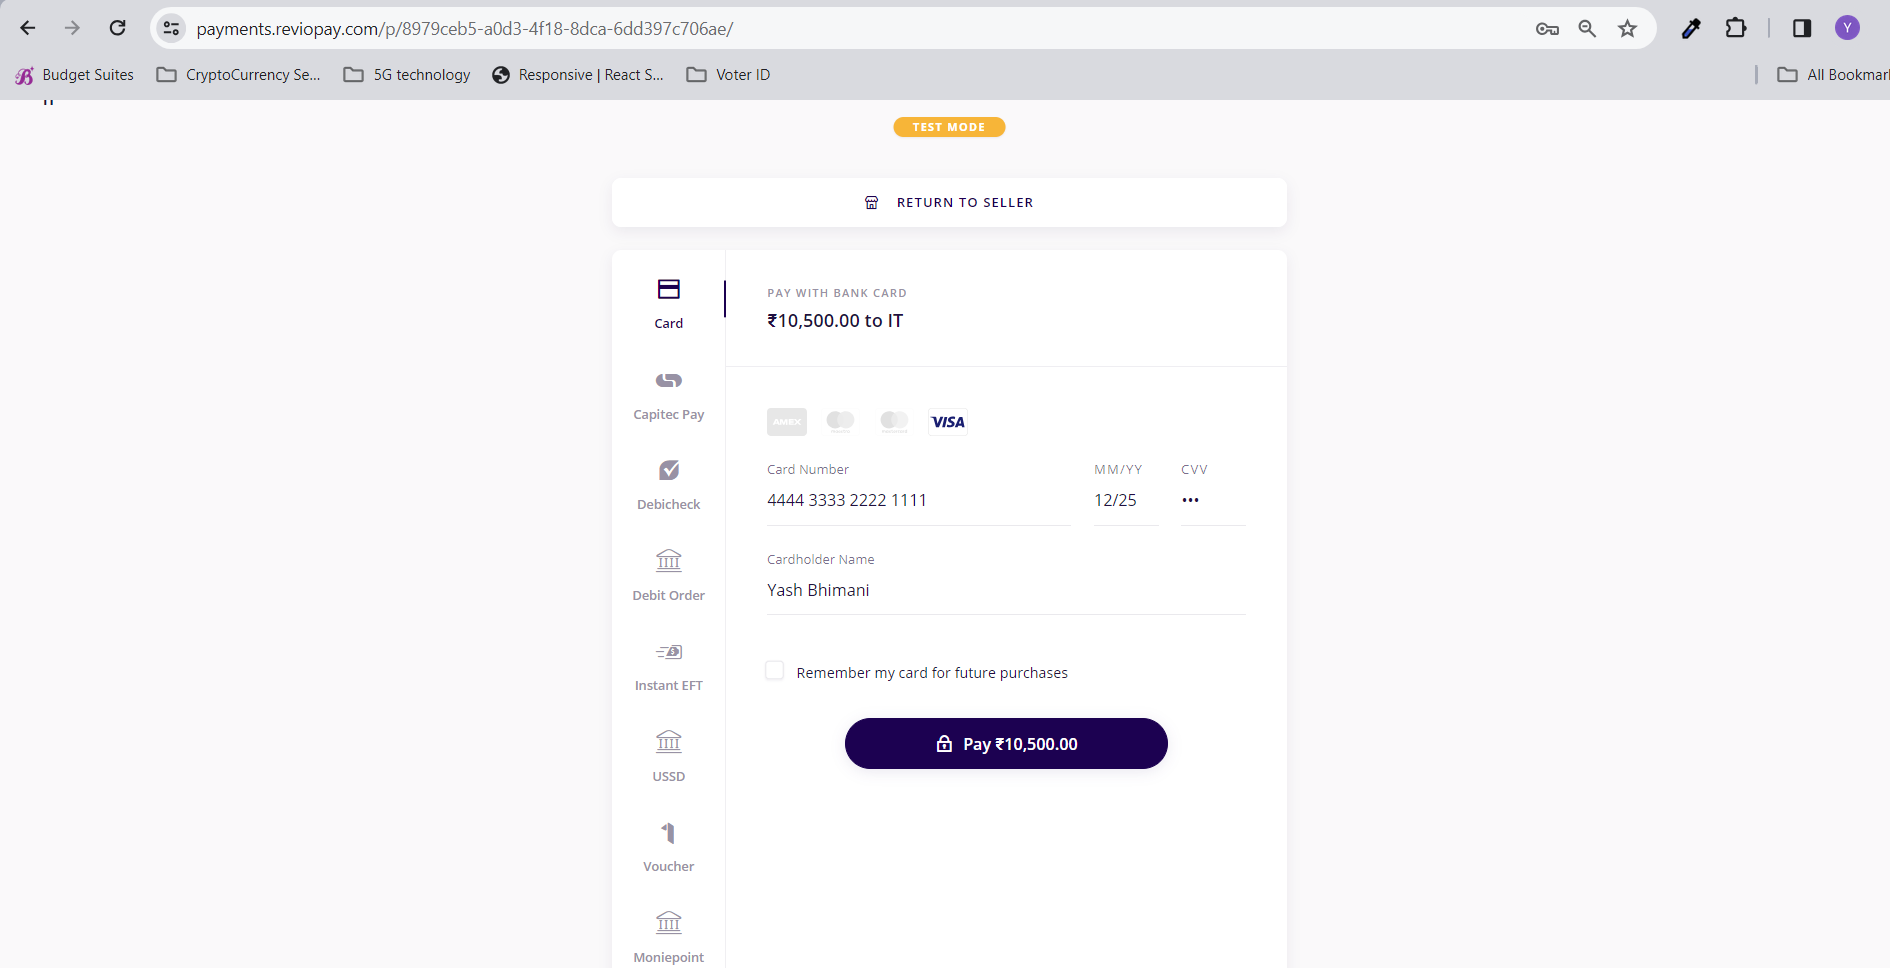 payments.reviopay.com/p/8979ceb5-a0d3-4f18-8dca-6dd397c706ae/
Y
Budget Suites
CryptoCurrency Se...
5G technology
Responsive | React S...
Voter ID
All Bookmar
TEST MODE
RETURN TO SELLER
Card
Capitec Pay
Debicheck
Debit Order
Instant EFT
USSD
Voucher
Moniepoint
PAY WITH BANK CARD
₹10,500.00 to IT
AMEX
VISA
Card Number
MM/YY
CVV
4444 3333 2222 1111
12/25
•••
Cardholder Name
Yash Bhimani
Remember my card for future purchases
Pay ₹10,500.00